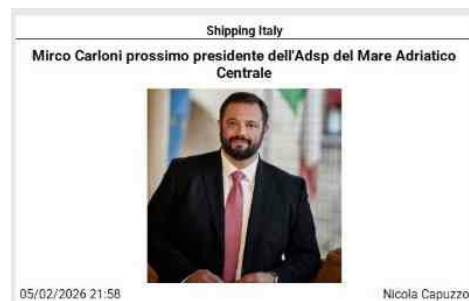 Shipping Italy
Mirco Carloni prossimo presidente dell'Adsp del Mare Adriatico
Centrale
05/02/2026 21:58
Nicola Capuzzo